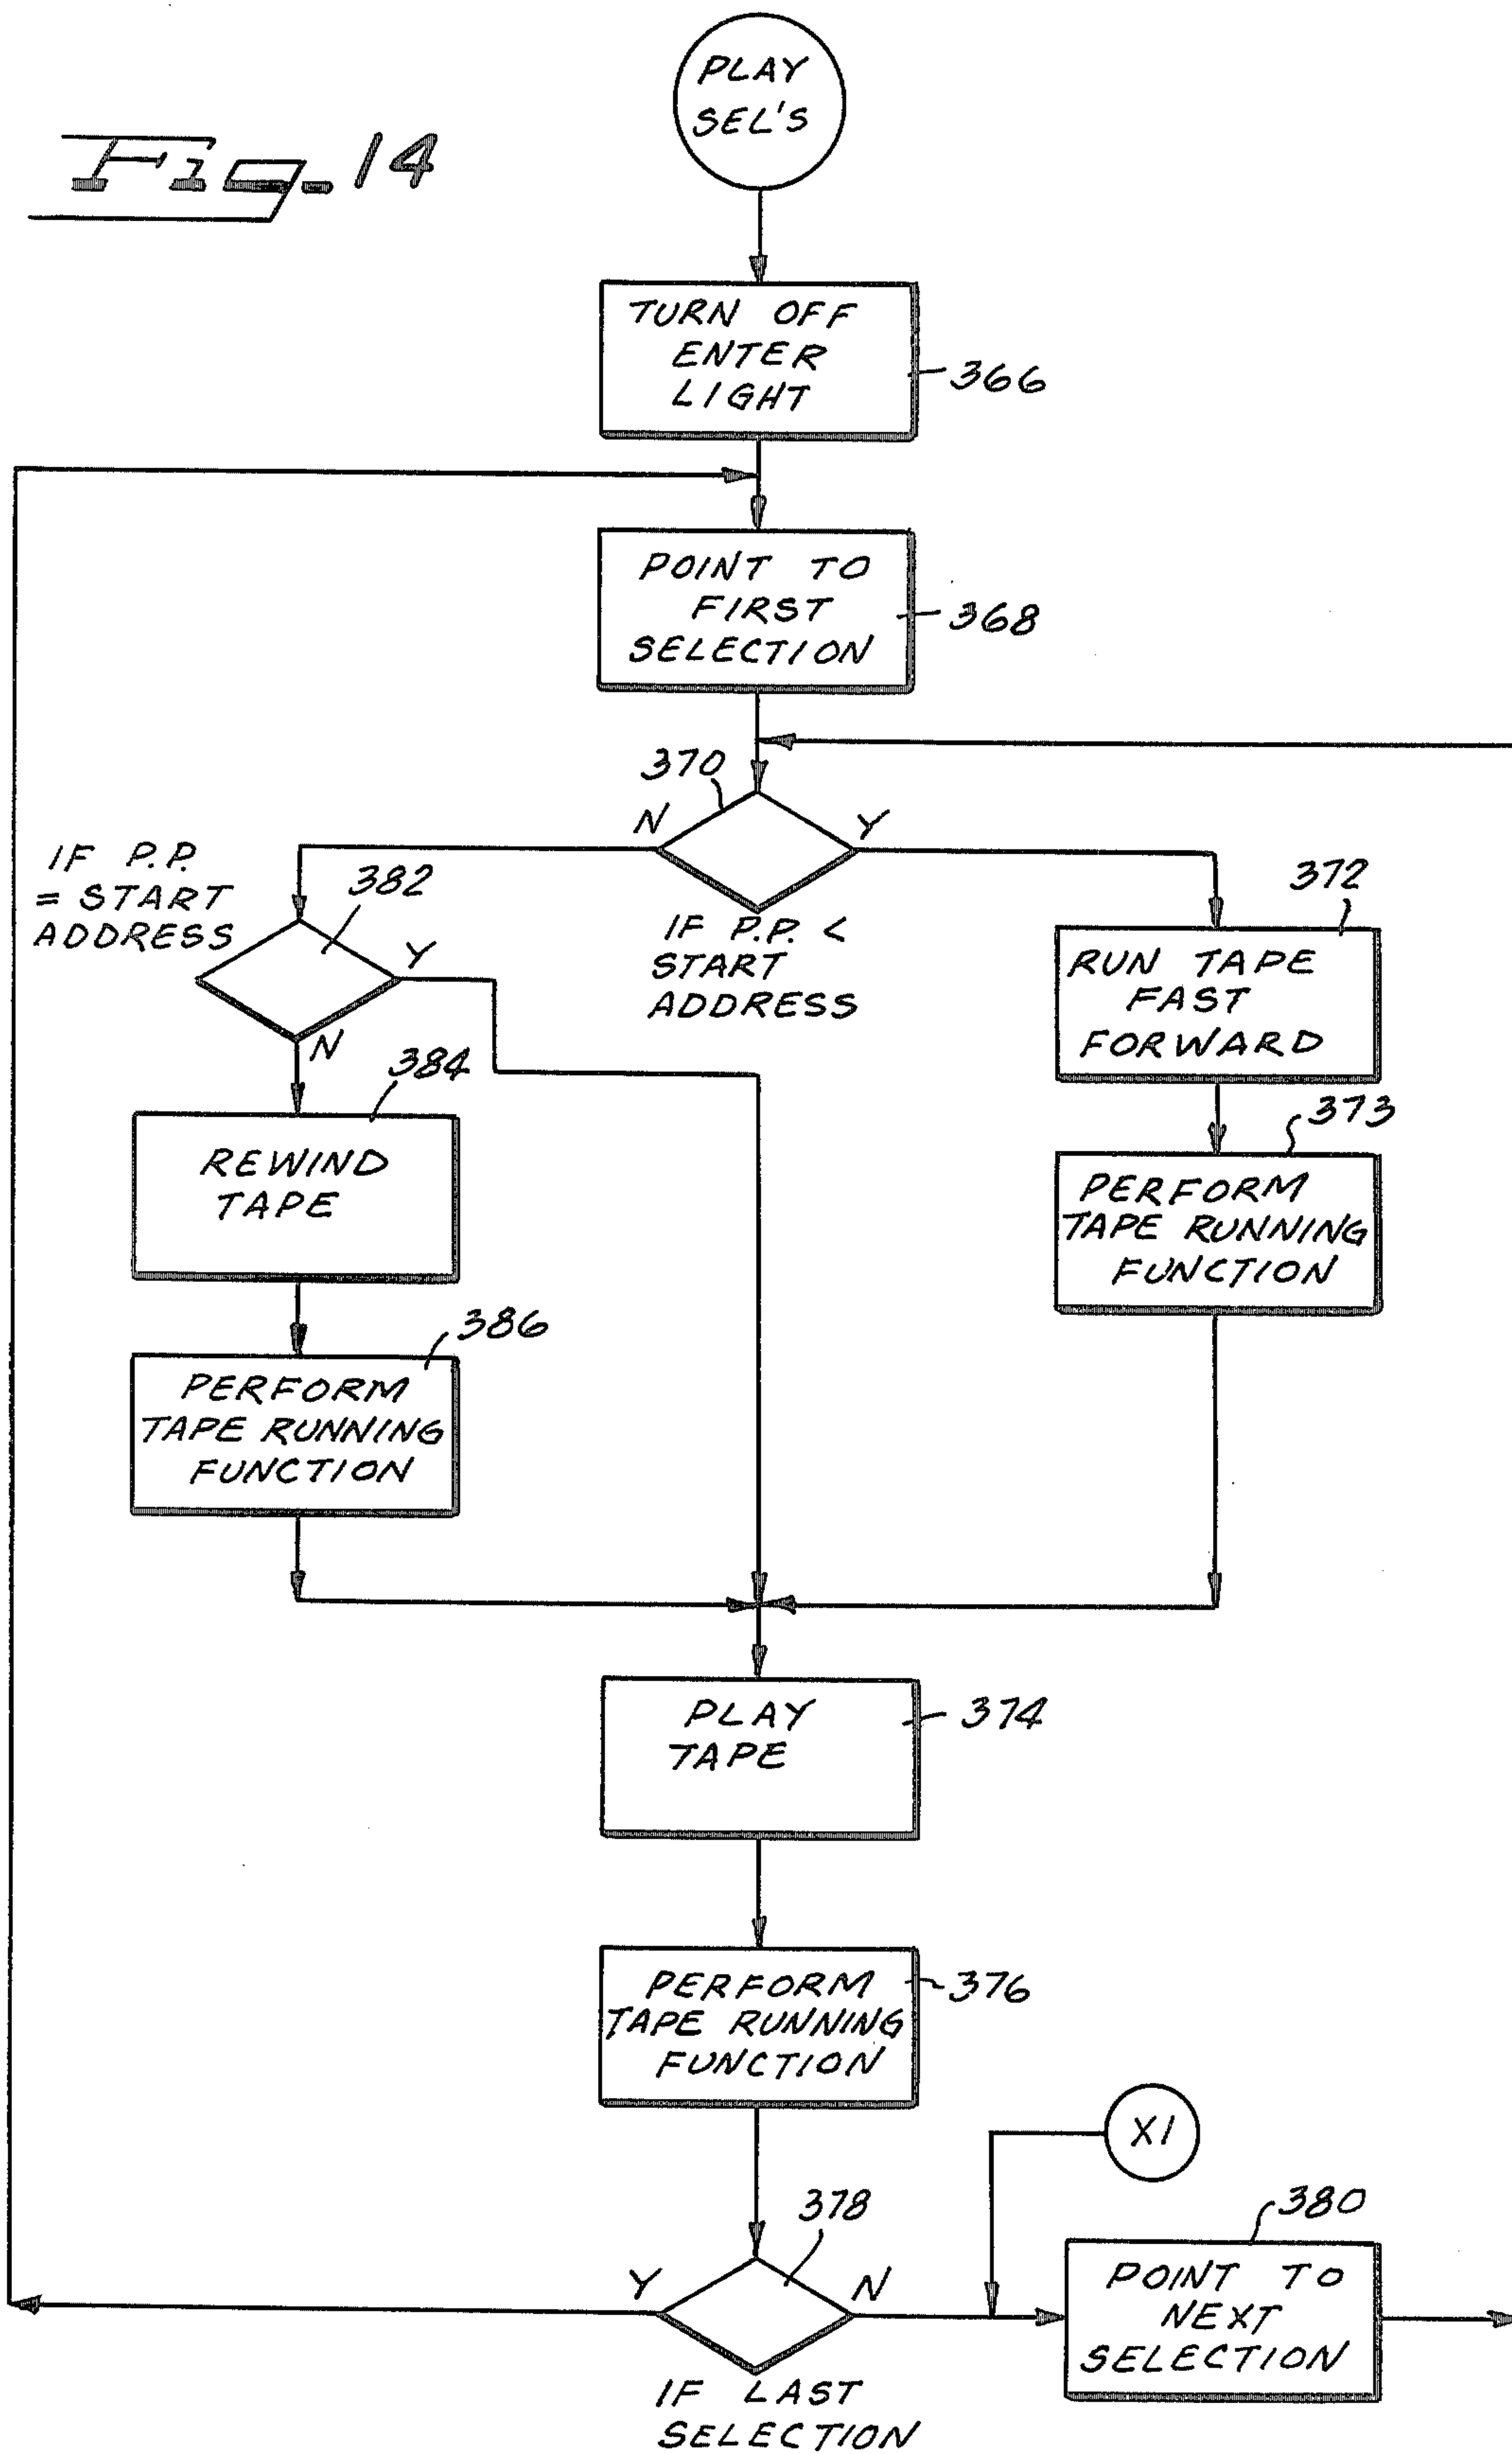 Fig. 14
PLAY
SEL'S
TURN OFF
ENTER
LIGHT
366
POINT TO
FIRST
SELECTION
368
370
N
Y
IF P.P. <
START
ADDRESS
IF P.P.
= START
ADDRESS
382
Y
N
372
RUN TAPE
FAST
FORWARD
384
REWIND
TAPE
373
PERFORM
TAPE RUNNING
FUNCTION
386
PERFORM
TAPE RUNNING
FUNCTION
PLAY
TAPE
374
PERFORM
TAPE RUNNING
FUNCTION
376
X1
378
Y
N
IF LAST
SELECTION
380
POINT TO
NEXT
SELECTION